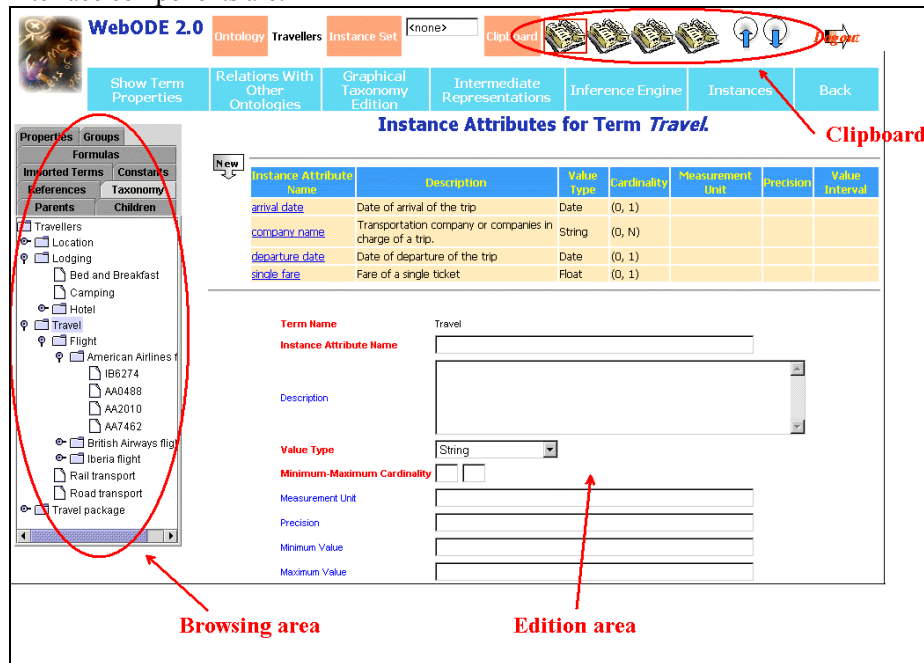 WebODE 2.0
Ontology Travellers Instance Set <none> Clipboard Logout
Show Term Properties
Relations With Other Ontologies
Graphical Taxonomy Edition
Intermediate Representations
Inference Engine
Instances
Back
Clipboard
Instance Attributes for Term Travel.
Properties Groups
Formulas
Imported Terms Constants
References Taxonomy
Parents Children
Travellers
Location
Lodging
Bed and Breakfast
Camping
Hotel
Travel
Flight
American Airlines f
IB6274
AA0488
AA2010
AA7462
British Airways flig
Iberia flight
Rail transport
Road transport
Travel package
New
Instance Attribute Name Description Value Type Cardinality Measurement Unit Precision Value Interval
arrival date Date of arrival of the trip Date (0, 1)
company name Transportation company or companies in charge of a trip. String (0, N)
departure date Date of departure of the trip Date (0, 1)
single fare Fare of a single ticket Float (0, 1)
Term Name Travel
Instance Attribute Name
Description
Value Type String
Minimum-Maximum Cardinality
Measurement Unit
Precision
Minimum Value
Maximum Value
Browsing area
Edition area